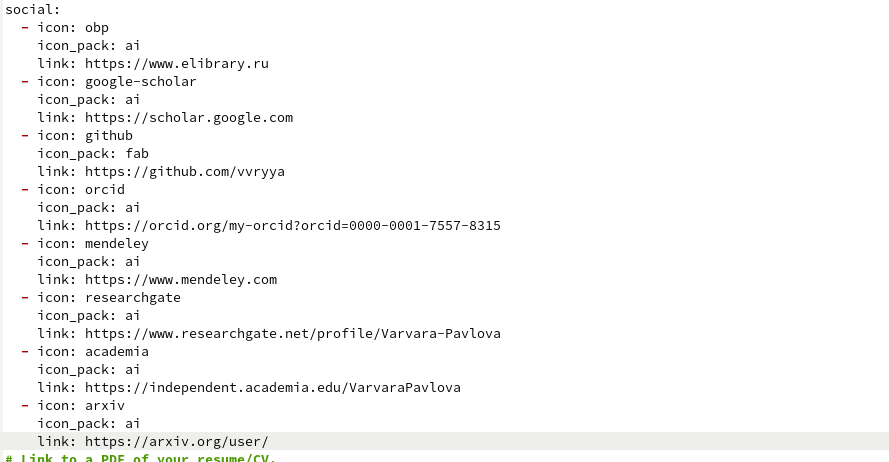 social:
  - icon: obp
    icon_pack: ai
    link: https://www.elibrary.ru
  - icon: google-scholar
    icon_pack: ai
    link: https://scholar.google.com
  - icon: github
    icon_pack: fab
    link: https://github.com/vvryya
  - icon: orcid
    icon_pack: ai
    link: https://orcid.org/my-orcid?orcid=0000-0001-7557-8315
  - icon: mendeley
    icon_pack: ai
    link: https://www.mendeley.com
  - icon: researchgate
    icon_pack: ai
    link: https://www.researchgate.net/profile/Varvara-Pavlova
  - icon: academia
    icon_pack: ai
    link: https://independent.academia.edu/VarvaraPavlova
  - icon: arxiv
    icon_pack: ai
    link: https://arxiv.org/user/
# Link to a PDF of your resume/CV.